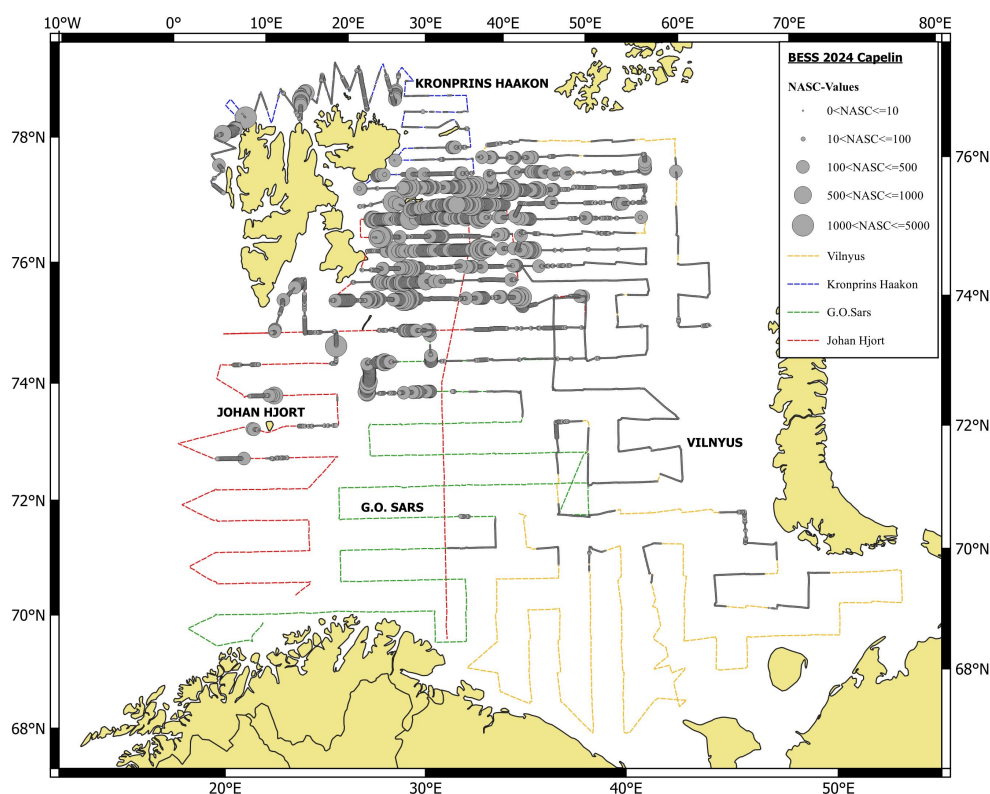 10°W 0° 10°E 20°E 30°E 40°E 50°E 60°E 70°E 80°E
BESS 2024 Capelin
NASC-Values
0<NASC<=10
10<NASC<=100
100<NASC<=500
500<NASC<=1000
1000<NASC<=5000
Vilnyus
Kronprins Haakon
G.O.Sars
Johan Hjort
KRONPRINS HAAKON
78°N
76°N
76°N
74°N
74°N
JOHAN HJORT
72°N
VILNYUS
72°N
G.O. SARS
70°N
70°N
68°N
68°N
20°E 30°E 40°E 50°E